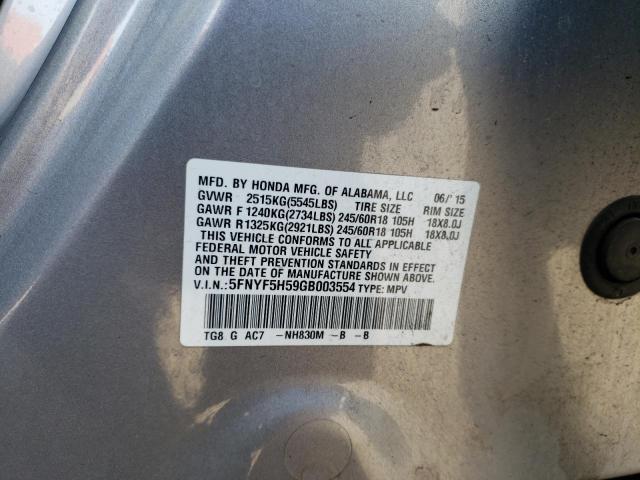 MFD. BY HONDA MFG. OF ALABAMA, LLC 06/'15
GVWR 2515KG(5545LBS) TIRE SIZE RIM SIZE
GAWR F 1240KG(2734LBS) 245/60R18 105H 18X8.0J
GAWR R 1325KG(2921LBS) 245/60R18 105H 18X8.0J
THIS VEHICLE CONFORMS TO ALL APPLICABLE
FEDERAL MOTOR VEHICLE SAFETY
AND THEFT PREVENTION STANDARDS IN EFFECT
ON THE DATE OF MANUFACTURE SHOWN ABOVE.
V.I.N.: 5FNYF5H59GB003554 TYPE: MPV
TG8 G AC7 -NH830M -B -B